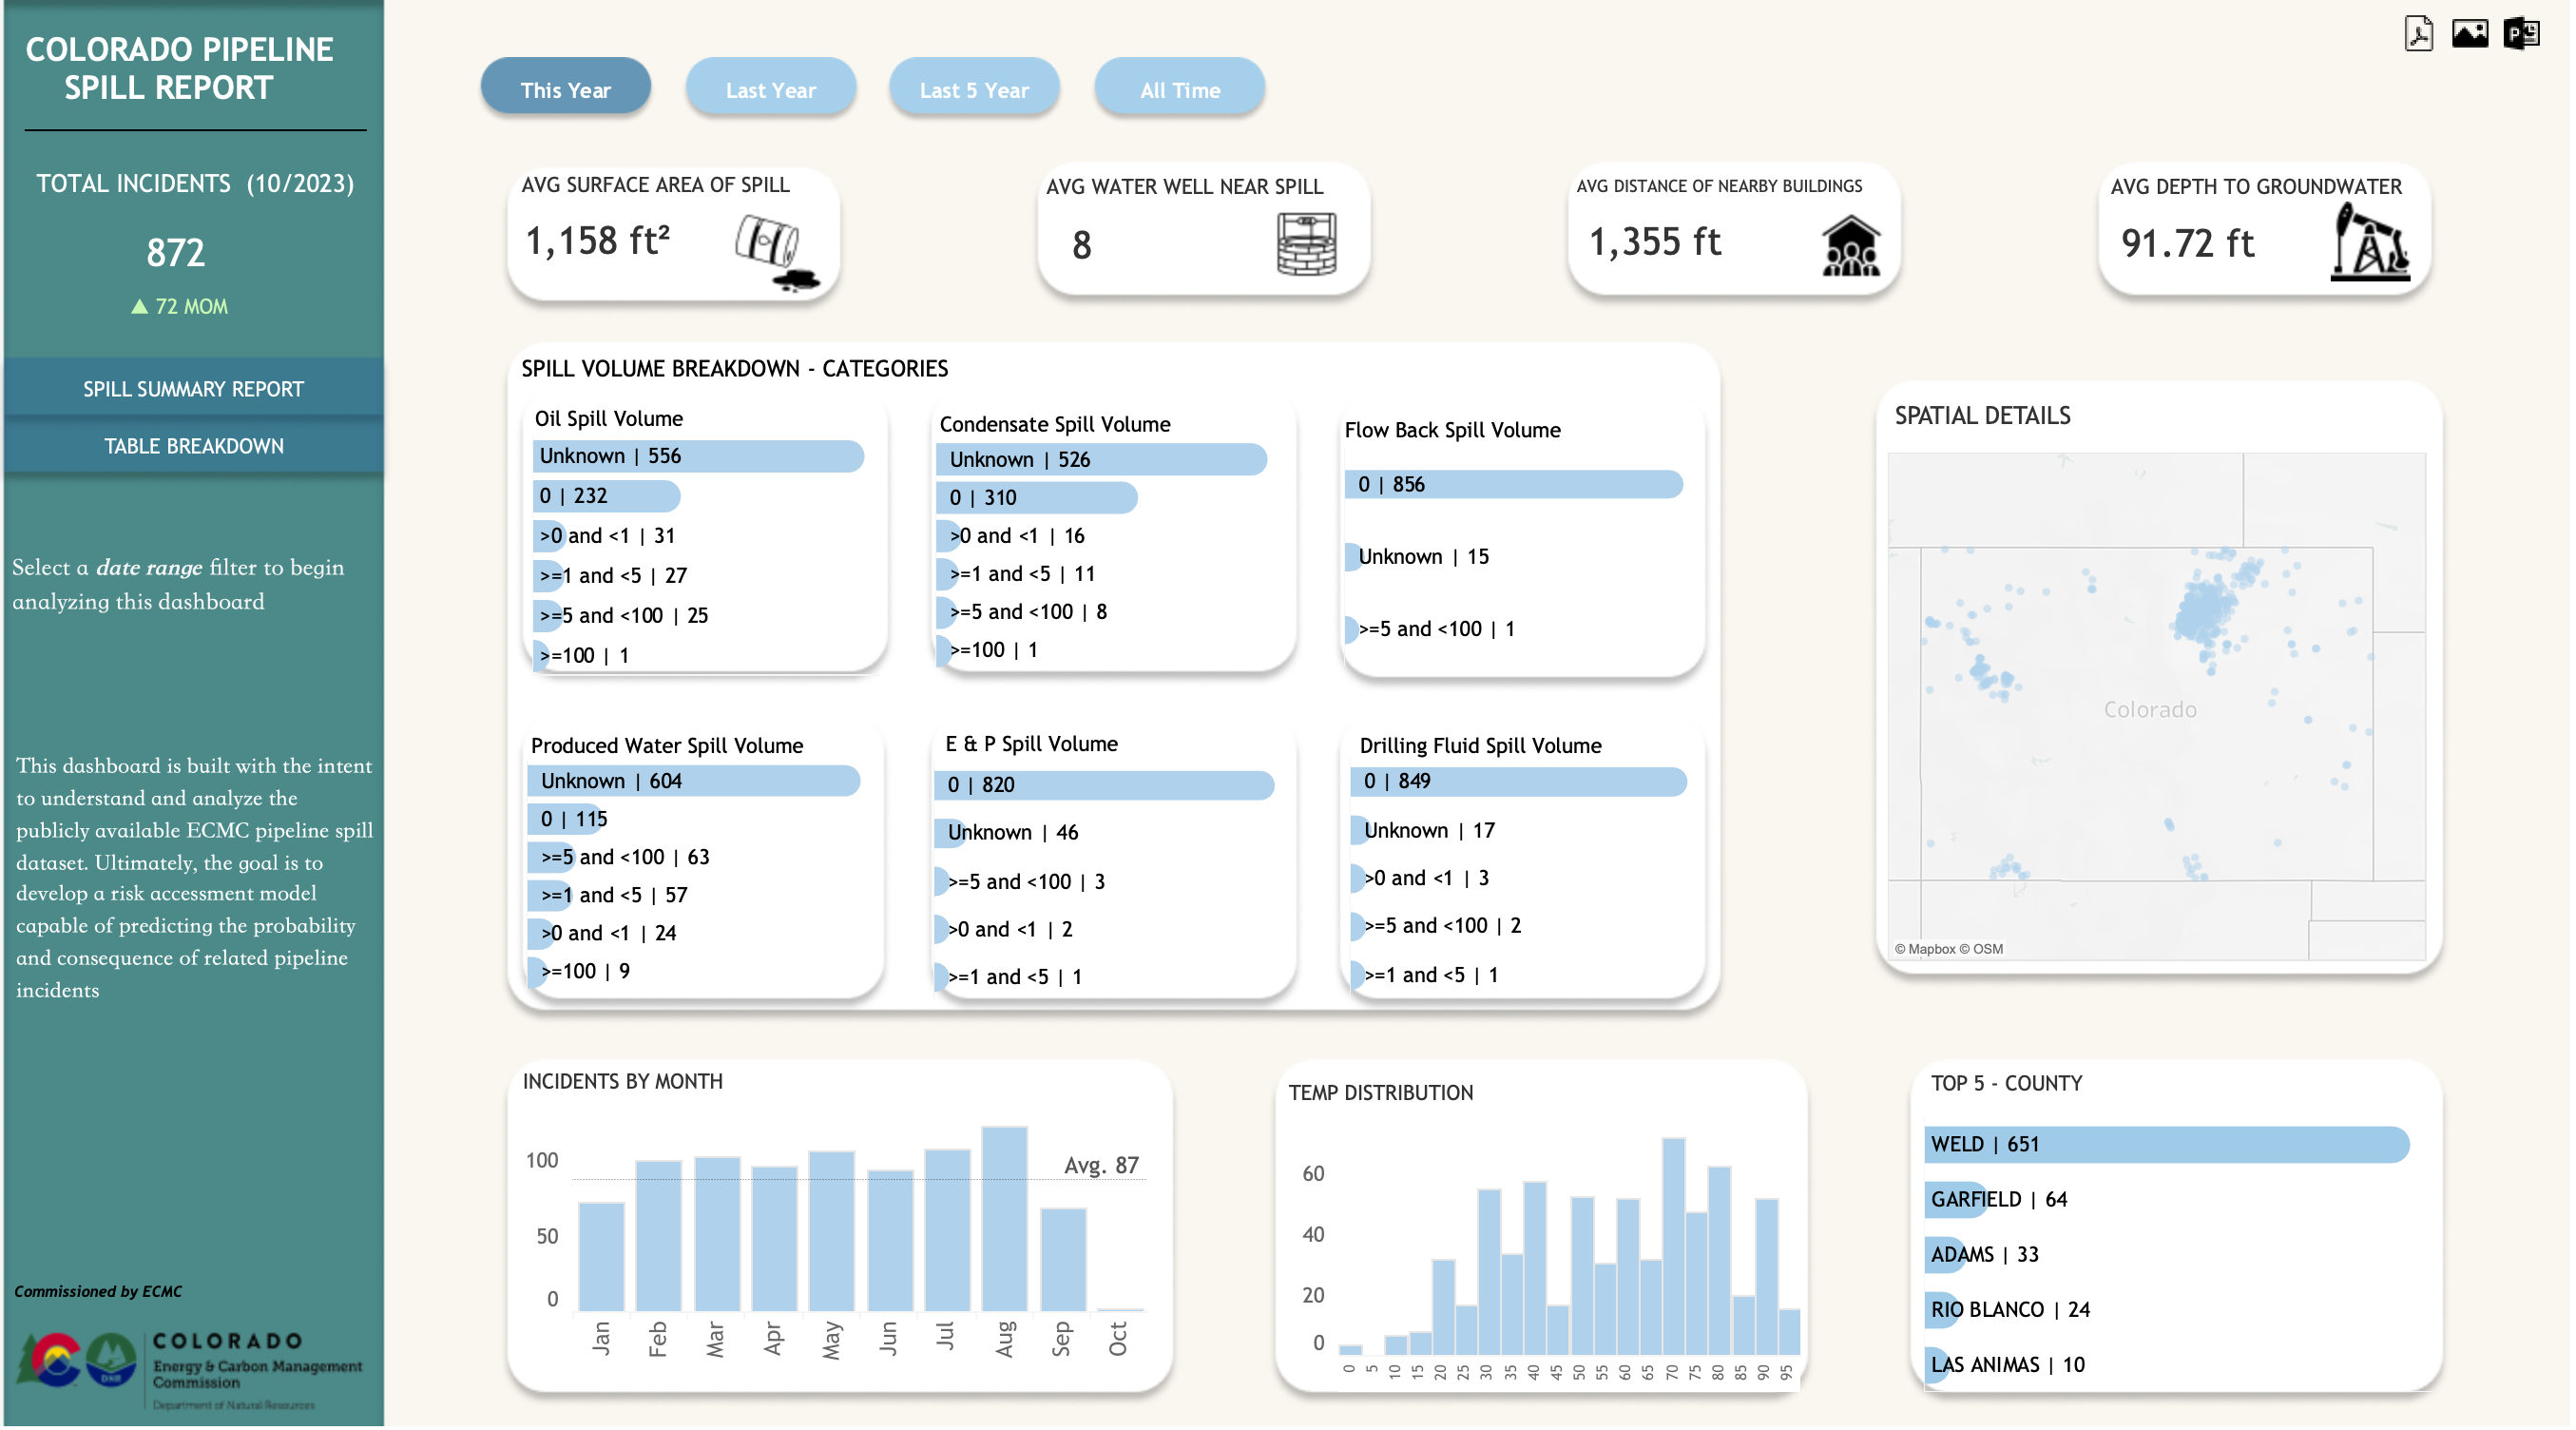 COLORADO PIPELINE
SPILL REPORT
TOTAL INCIDENTS (10/2023)
872
▲ 72 MOM
SPILL SUMMARY REPORT
TABLE BREAKDOWN
Select a date range filter to begin
analyzing this dashboard
This dashboard is built with the intent
to understand and analyze the
publicly available ECMC pipeline spill
dataset. Ultimately, the goal is to
develop a risk accessment model
capable of predicting the probability
and consequence of related pipeline
incidents
Commissioned by ECMC
COLORADO
Energy & Carbon Management
Commission
Department of Natural Resources
DNR
This Year
Last Year
Last 5 Year
All Time
AVG SURFACE AREA OF SPILL
1,158 ft²
AVG WATER WELL NEAR SPILL
8
AVG DISTANCE OF NEARBY BUILDINGS
1,355 ft
AVG DEPTH TO GROUNDWATER
91.72 ft
SPILL VOLUME BREAKDOWN - CATEGORIES
Oil Spill Volume
Unknown | 556
0 | 232
>0 and <1 | 31
>=1 and <5 | 27
>=5 and <100 | 25
>=100 | 1
Condensate Spill Volume
Unknown | 526
0 | 310
>0 and <1 | 16
>=1 and <5 | 11
>=5 and <100 | 8
>=100 | 1
Flow Back Spill Volume
0 | 856
Unknown | 15
>=5 and <100 | 1
Produced Water Spill Volume
Unknown | 604
0 | 115
>=5 and <100 | 63
>=1 and <5 | 57
>0 and <1 | 24
>=100 | 9
E & P Spill Volume
0 | 820
Unknown | 46
>=5 and <100 | 3
>0 and <1 | 2
>=1 and <5 | 1
Drilling Fluid Spill Volume
0 | 849
Unknown | 17
>0 and <1 | 3
>=5 and <100 | 2
>=1 and <5 | 1
SPATIAL DETAILS
Colorado
© Mapbox © OSM
INCIDENTS BY MONTH
100
50
0
Avg. 87
Jan
Feb
Mar
Apr
May
Jun
Jul
Aug
Sep
Oct
TEMP DISTRIBUTION
60
40
20
0
0
5
10
15
20
25
30
35
40
45
50
55
60
65
70
75
80
85
90
95
TOP 5 - COUNTY
WELD | 651
GARFIELD | 64
ADAMS | 33
RIO BLANCO | 24
LAS ANIMAS | 10
P